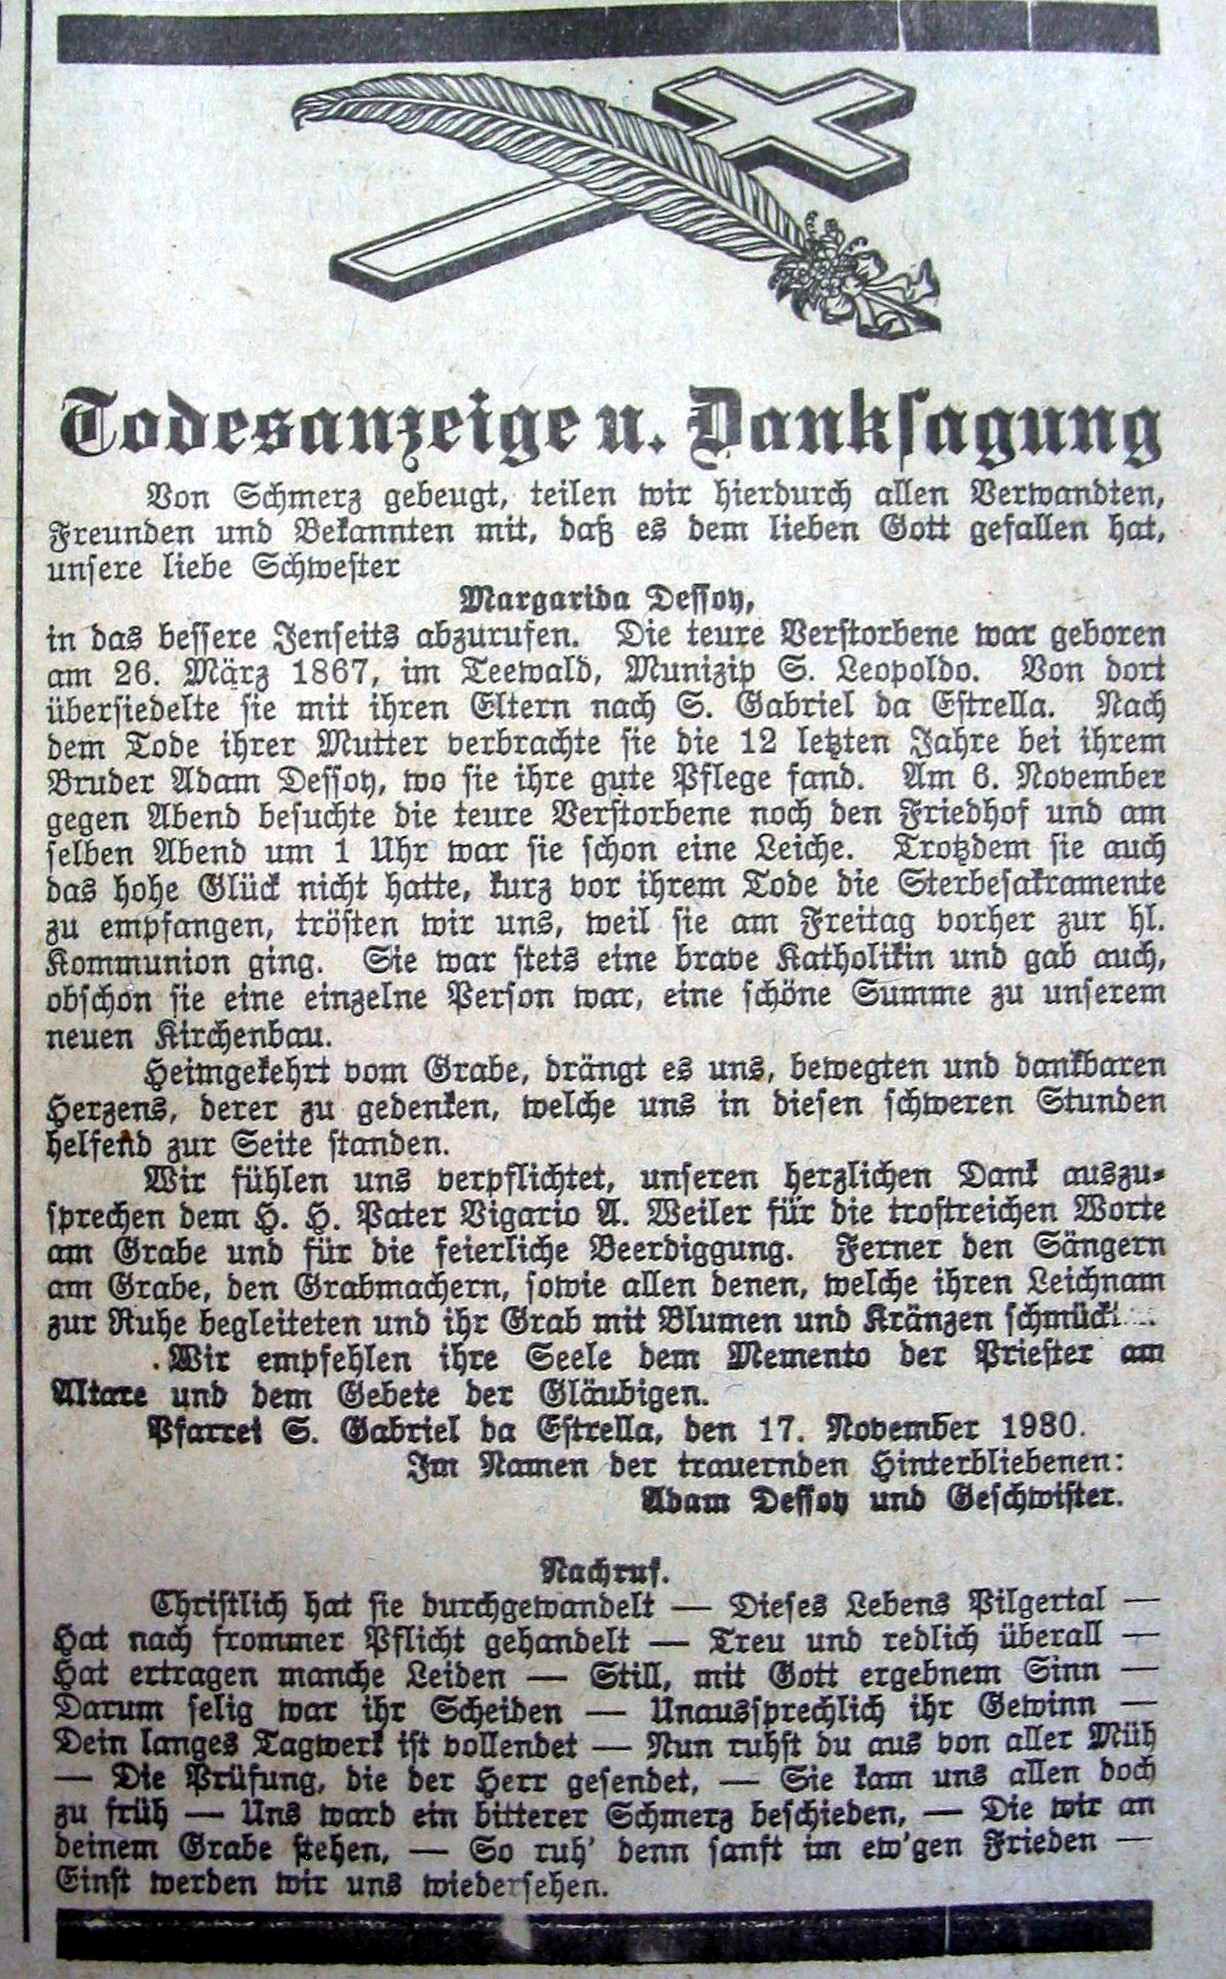 Todesanzeige u. Danksagung
Von Schmerz gebeugt, teilen wir hierdurch allen Verwandten,
Freunden und Bekannten mit, daß es dem lieben Gott gefallen hat,
unsere liebe Schwester
Margarida Dessoy,
in das bessere Jenseits abzurufen. Die teure Verstorbene war geboren
am 26. März 1867, im Teewald, Munizip S. Leopoldo. Von dort
übersiedelte sie mit ihren Eltern nach S. Gabriel da Estrella. Nach
dem Tode ihrer Mutter verbrachte sie die 12 letzten Jahre bei ihrem
Bruder Adam Dessoy, wo sie ihre gute Pflege fand. Am 6. November
gegen Abend besuchte die teure Verstorbene noch den Friedhof und am
selben Abend um 1 Uhr war sie schon eine Leiche. Trotzdem sie auch
das hohe Glück nicht hatte, kurz vor ihrem Tode die Sterbesakramente
zu empfangen, trösten wir uns, weil sie am Freitag vorher zur hl.
Kommunion ging. Sie war stets eine brave Katholikin und gab auch,
obschon sie eine einzelne Person war, eine schöne Summe zu unserem
neuen Kirchenbau.
Heimgekehrt vom Grabe, drängt es uns, bewegten und dankbaren
Herzens, derer zu gedenken, welche uns in diesen schweren Stunden
helfend zur Seite standen.
Wir fühlen uns verpflichtet, unseren herzlichen Dank auszu-
sprechen dem H. H. Pater Vigario A. Weiler für die trostreichen Worte
am Grabe und für die feierliche Beerdiggung. Ferner den Sängern
am Grabe, den Grabmachern, sowie allen denen, welche ihren Leichnam
zur Ruhe begleiteten und ihr Grab mit Blumen und Kränzen
Wir empfehlen ihre Seele dem Memento der Priester am
Altare und dem Gebete der Gläubigen.
Pfarrei S. Gabriel da Estrella, den 17. November 1930.
Im Namen der trauernden Hinterbliebenen:
Adam Dessoy und Geschwister.
Nachruf.
Christlich hat sie durchgewandelt — Dieses Lebens Pilgertal —
Hat nach frommer Pflicht gehandelt — Treu und redlich überall —
Hat ertragen manche Leiden — Still, mit Gott ergebnem Sinn —
Darum selig war ihr Scheiden — Unaussprechlich ihr Gewinn —
Dein langes Tagwerk ist vollendet — Nun ruhst du aus von aller Müh
— Die Prüfung, die der Herr gesendet, — Sie kam uns allen doch
zu früh — Uns ward ein bitterer Schmerz beschieden, — Die wir an
deinem Grabe stehen, — So ruh' denn sanft im ew'gen Frieden —
Einst werden wir uns wiedersehen.